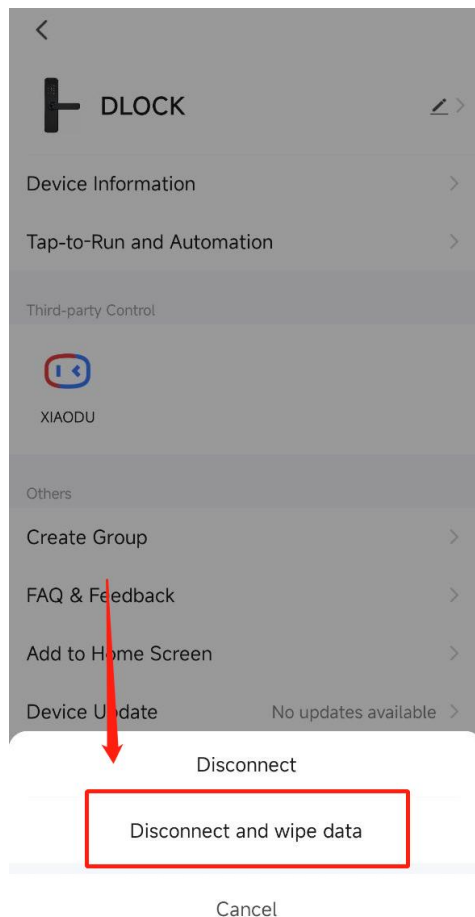 DLOCK
Device Information
Tap-to-Run and Automation
Third-party Control
XIAODU
Others
Create Group
FAQ & Feedback
Add to Home Screen
Device Update No updates available
Disconnect
Disconnect and wipe data
Cancel